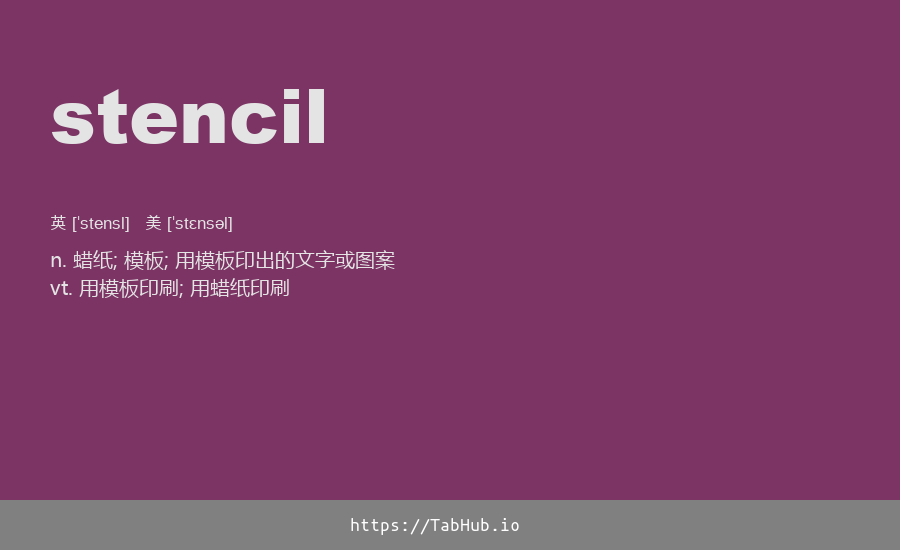 stencil
英 ['stensl] 美 ['stɛnsəl]
n. 蜡纸; 模板; 用模板印出的文字或图案
vt. 用模板印刷; 用蜡纸印刷
https://TabHub.io